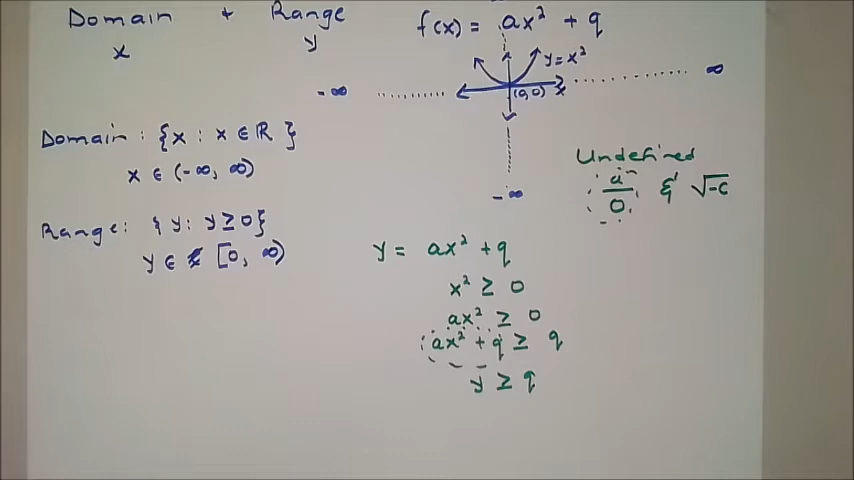 Domain + Range
x y
f(x) = ax² + q
y = x²
-∞ (0,0) x ∞
-∞
Domain : {x : x ∈ ℝ}
x ∈ (-∞, ∞)
Range: {y: y ≥ 0}
y ∈ [0, ∞)
Undefined
a/0 & √-c
y = ax² + q
x² ≥ 0
ax² ≥ 0
ax² + q ≥ q
y ≥ q